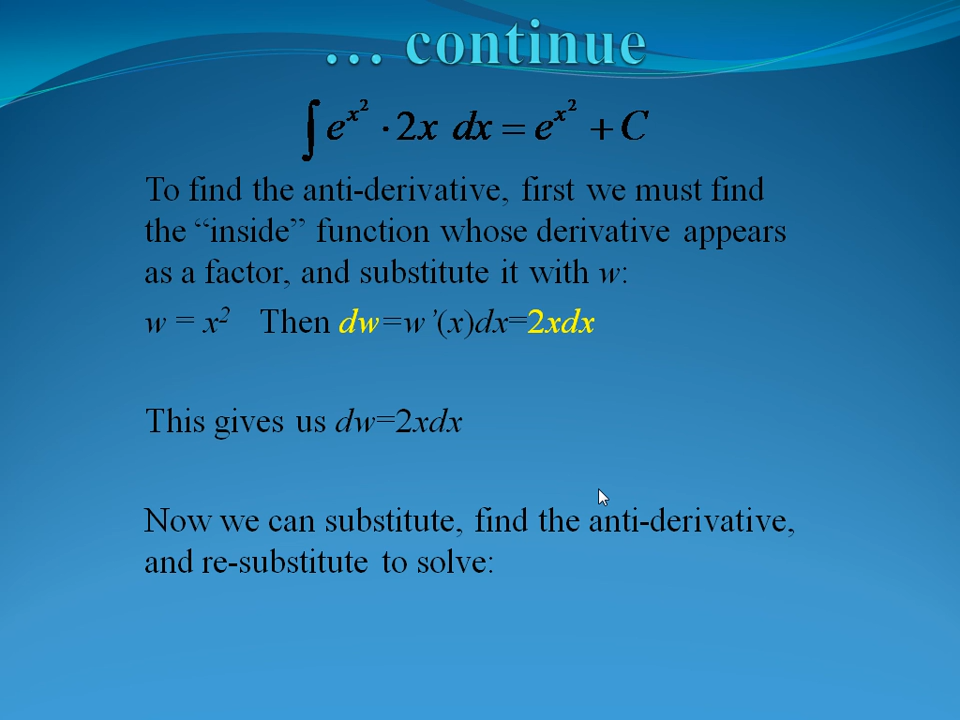 ... continue
∫ e^{x^2} · 2x dx = e^{x^2} + C
To find the anti-derivative, first we must find
the “inside” function whose derivative appears
as a factor, and substitute it with w:
w = x² Then dw=w’(x)dx=2xdx
This gives us dw=2xdx
Now we can substitute, find the anti-derivative,
and re-substitute to solve: